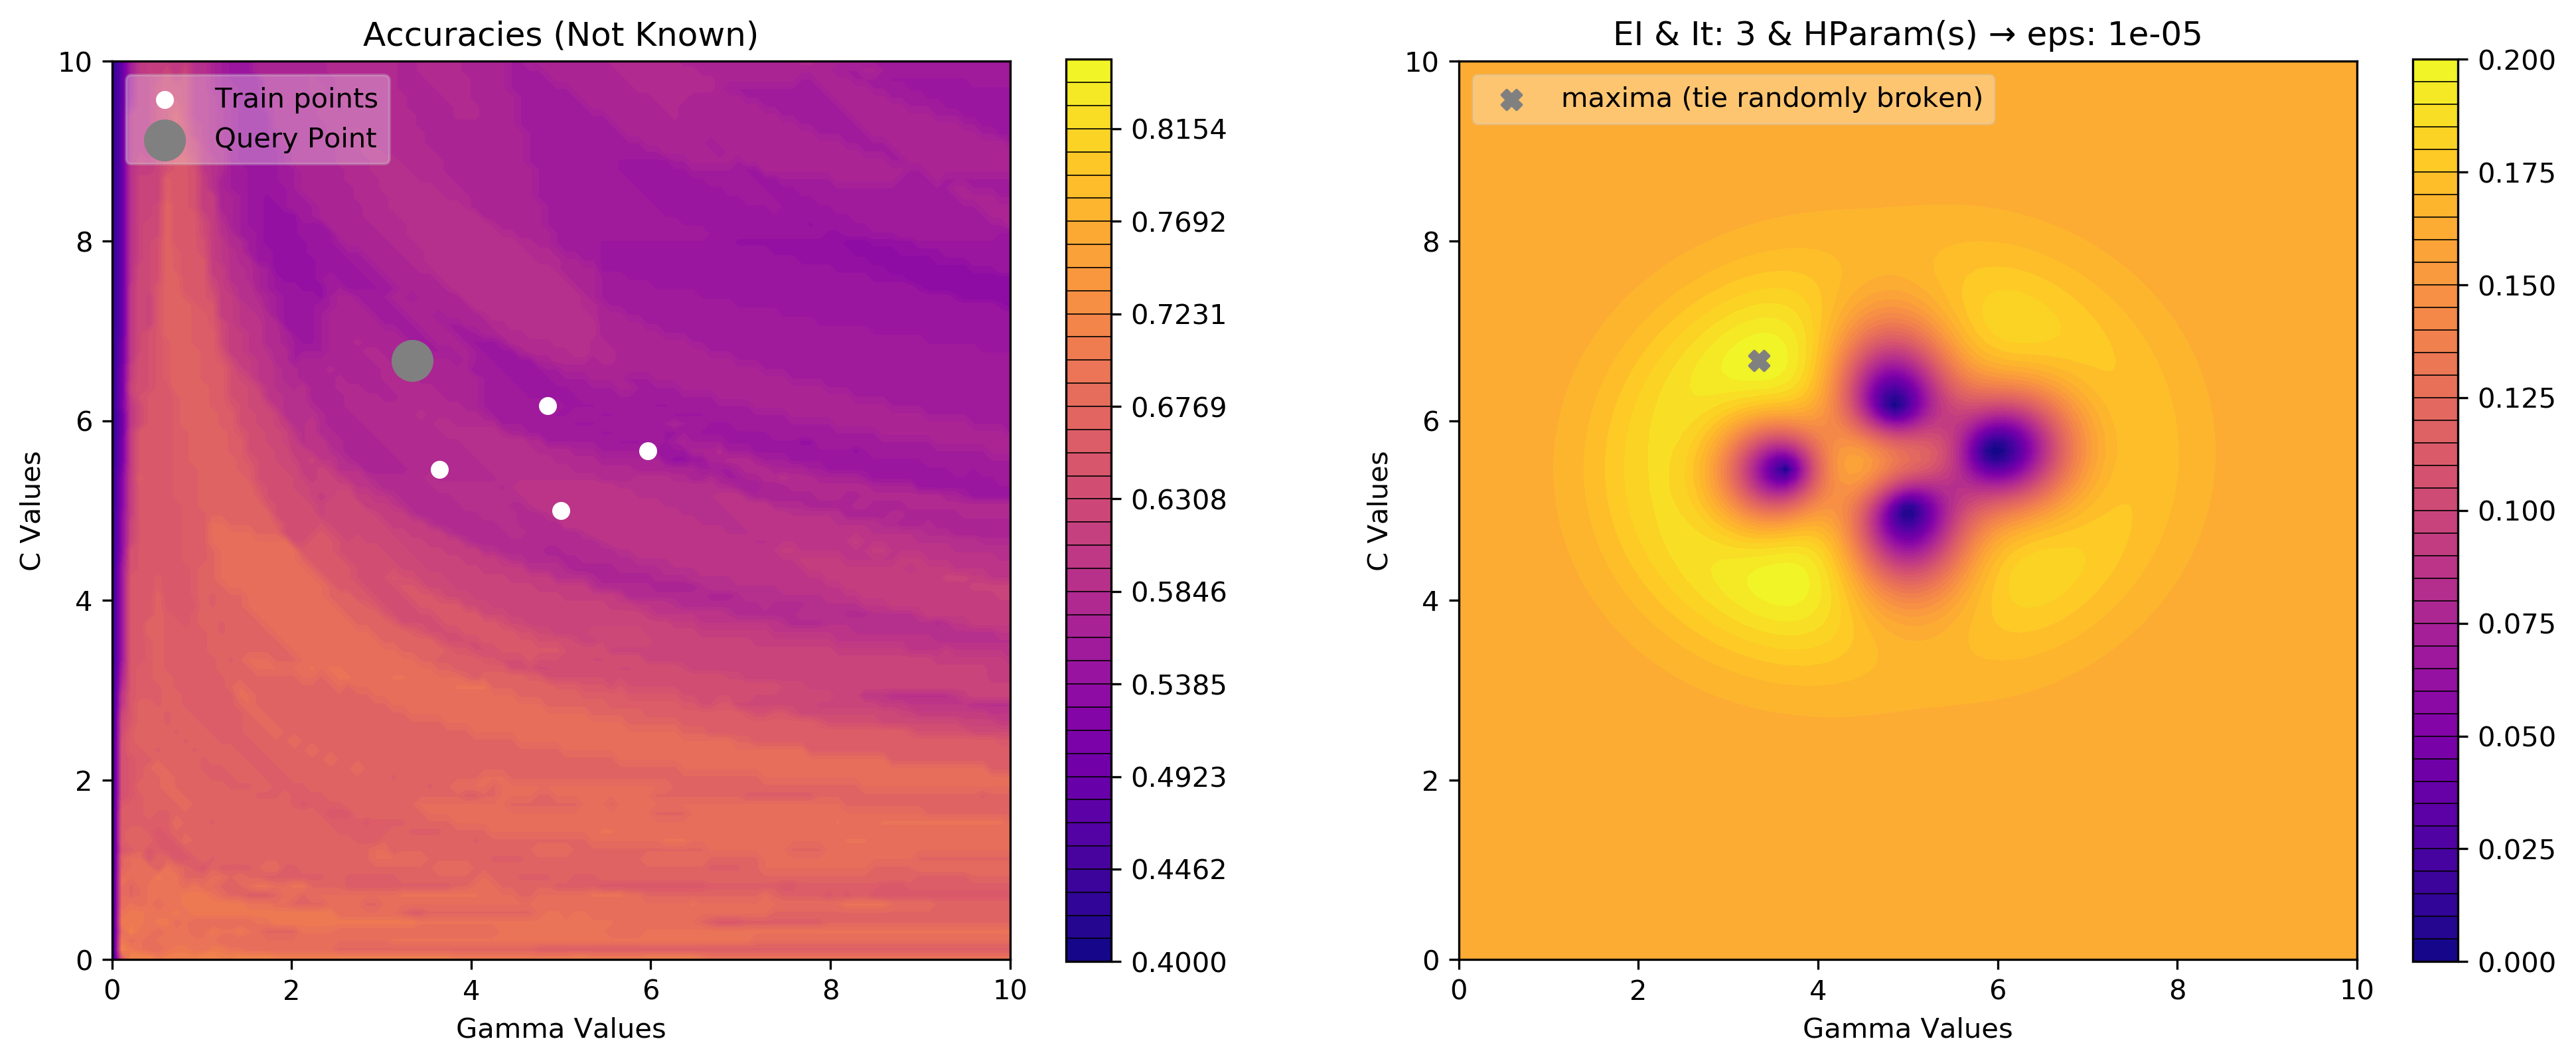 Accuracies (Not Known)
10
8
6
4
2
0
C Values
Train points
Query Point
0 2 4 6 8 10
Gamma Values
0.8154
0.7692
0.7231
0.6769
0.6308
0.5846
0.5385
0.4923
0.4462
0.4000
EI & It: 3 & HParam(s) → eps: 1e-05
10
8
6
4
2
0
C Values
maxima (tie randomly broken)
0 2 4 6 8 10
Gamma Values
0.200
0.175
0.150
0.125
0.100
0.075
0.050
0.025
0.000